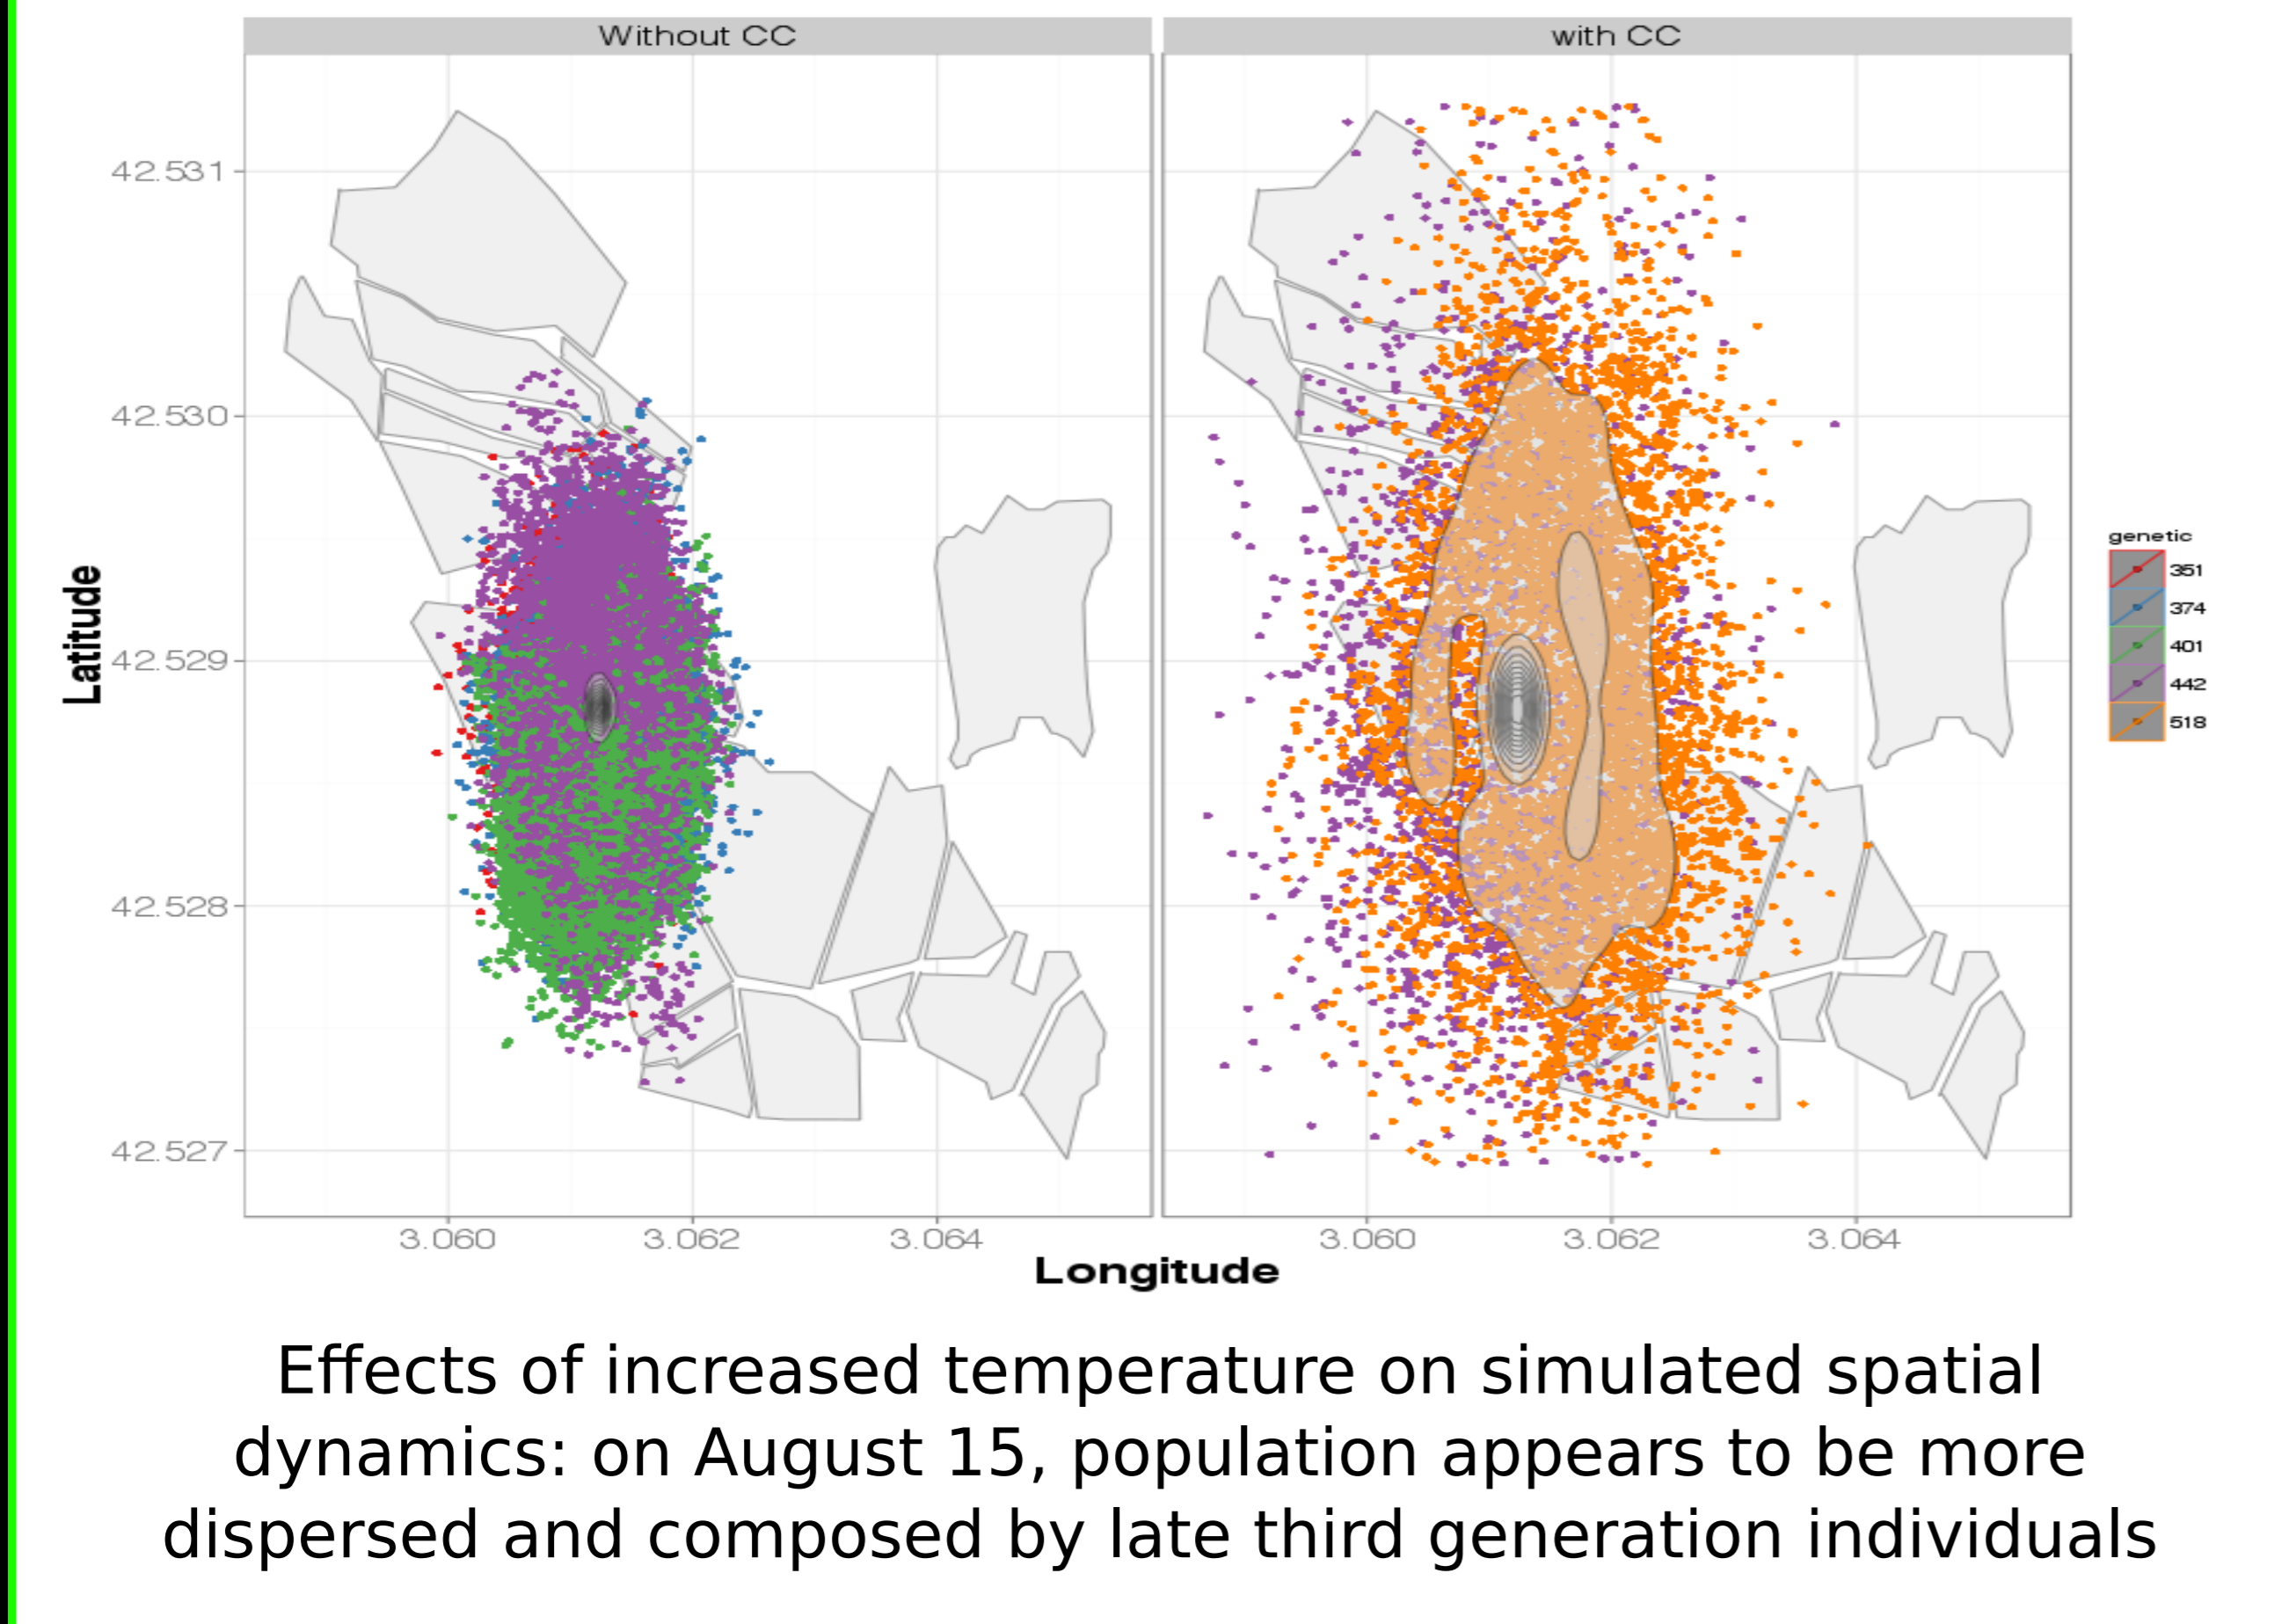 Without CC
with CC
42.531
42.530
42.529
42.528
42.527
Latitude
3.060
3.062
3.064
3.060
3.062
3.064
Longitude
genetic
351
374
401
442
518
Effects of increased temperature on simulated spatial
dynamics: on August 15, population appears to be more
dispersed and composed by late third generation individuals